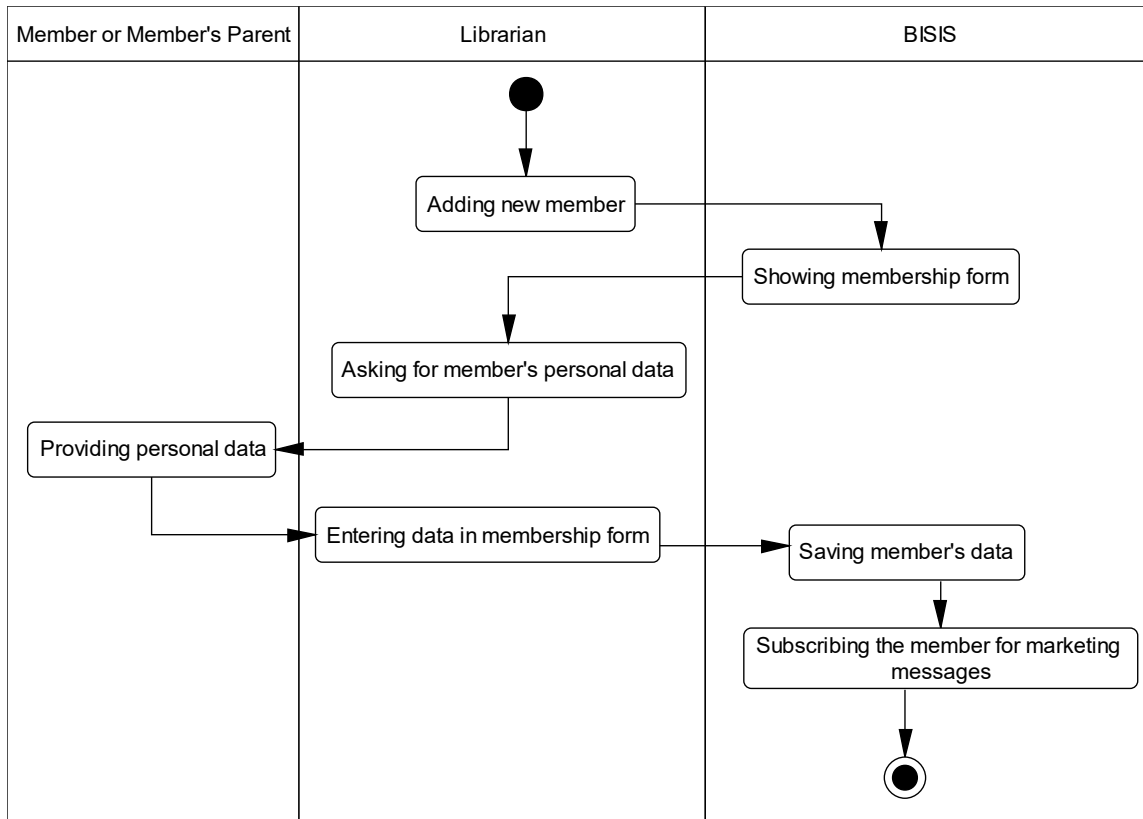 Member or Member's Parent
Librarian
BISIS
Adding new member
Showing membership form
Asking for member's personal data
Providing personal data
Entering data in membership form
Saving member's data
Subscribing the member for marketing
messages